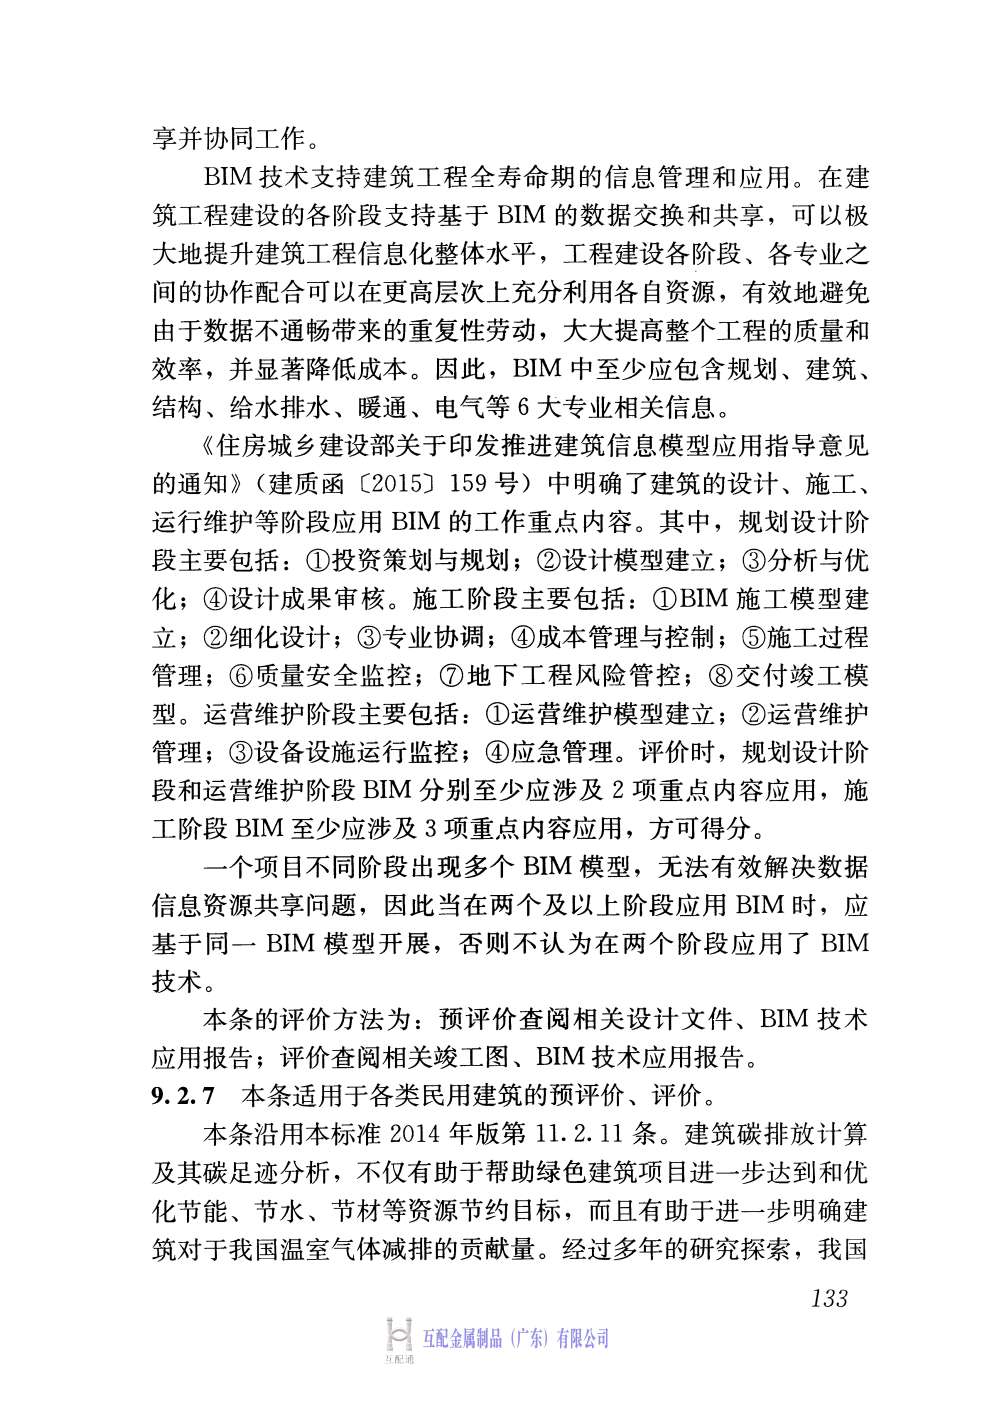 享并协同工作。
BIM 技术支持建筑工程全寿命期的信息管理和应用。在建
筑工程建设的各阶段支持基于 BIM 的数据交换和共享，可以极
大地提升建筑工程信息化整体水平，工程建设各阶段、各专业之
间的协作配合可以在更高层次上充分利用各自资源，有效地避免
由于数据不通畅带来的重复性劳动，大大提高整个工程的质量和
效率，并显著降低成本。因此，BIM 中至少应包含规划、建筑、
结构、给水排水、暖通、电气等 6 大专业相关信息。
《住房城乡建设部关于印发推进建筑信息模型应用指导意见
的通知》（建质函〔2015〕159 号）中明确了建筑的设计、施工、
运行维护等阶段应用 BIM 的工作重点内容。其中，规划设计阶
段主要包括：①投资策划与规划；②设计模型建立；③分析与优
化；④设计成果审核。施工阶段主要包括：①BIM 施工模型建
立；②细化设计；③专业协调；④成本管理与控制；⑤施工过程
管理；⑥质量安全监控；⑦地下工程风险管控；⑧交付竣工模
型。运营维护阶段主要包括：①运营维护模型建立；②运营维护
管理；③设备设施运行监控；④应急管理。评价时，规划设计阶
段和运营维护阶段 BIM 分别至少应涉及 2 项重点内容应用，施
工阶段 BIM 至少应涉及 3 项重点内容应用，方可得分。
一个项目不同阶段出现多个 BIM 模型，无法有效解决数据
信息资源共享问题，因此当在两个及以上阶段应用 BIM 时，应
基于同一 BIM 模型开展，否则不认为在两个阶段应用了 BIM
技术。
本条的评价方法为：预评价查阅相关设计文件、BIM 技术
应用报告；评价查阅相关竣工图、BIM 技术应用报告。
9.2.7 本条适用于各类民用建筑的预评价、评价。
本条沿用本标准 2014 年版第 11.2.11 条。建筑碳排放计算
及其碳足迹分析，不仅有助于帮助绿色建筑项目进一步达到和优
化节能、节水、节材等资源节约目标，而且有助于进一步明确建
筑对于我国温室气体减排的贡献量。经过多年的研究探索，我国
133
互配金属制品（广东）有限公司
互配通